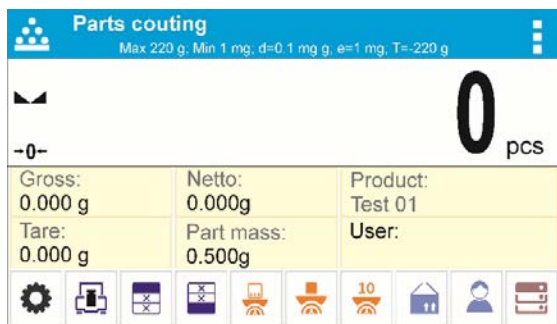 Parts couting
Max 220 g; Min 1 mg; d=0.1 mg g; e=1 mg; T=-220 g
0 pcs
→0←
Gross:
0.000 g
Netto:
0.000g
Product:
Test 01
Tare:
0.000 g
Part mass:
0.500g
User:
10